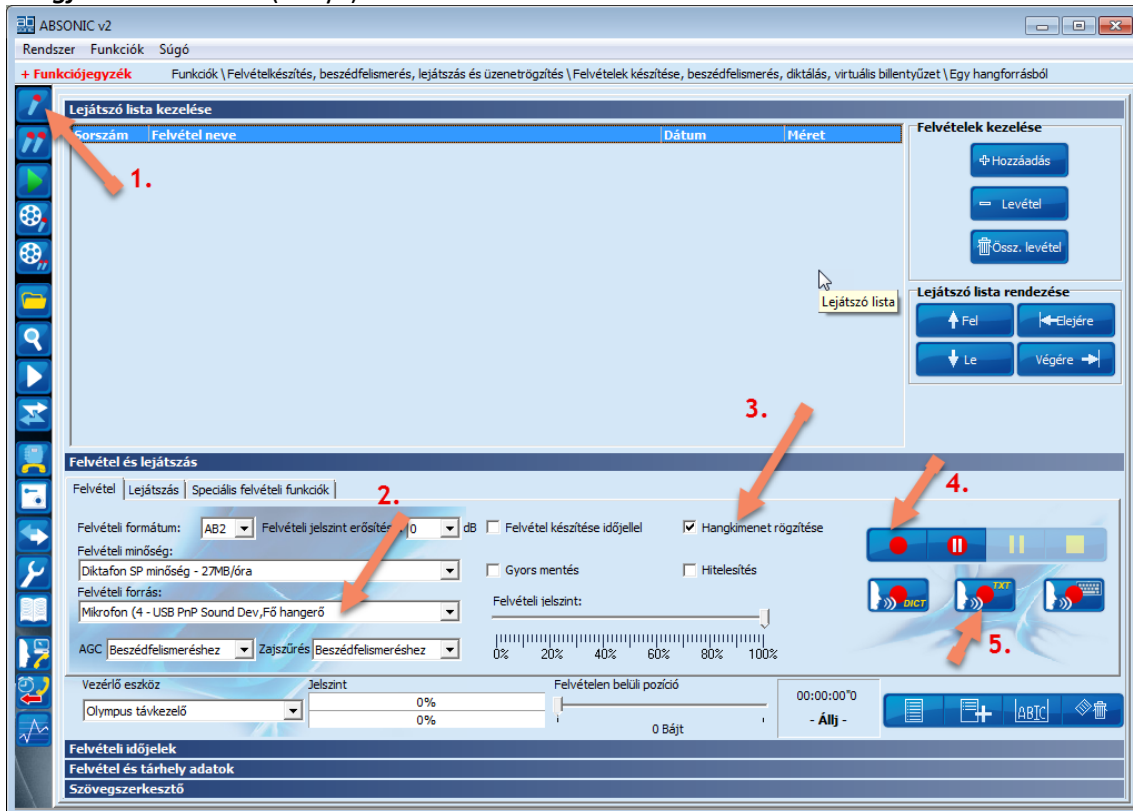 ABSONIC v2
Rendszer Funkciók Súgó
+ Funkciójegyzék Funkciók \ Felvételkészítés, beszédfelismerés, lejátszás és üzenetrögzítés \ Felvételek készítése, beszédfelismerés, diktálás, virtuális billentyűzet \ Egy hangforrásból
Lejátszó lista kezelése
Sorszám Felvétel neve Dátum Méret
Felvételek kezelése
1.
Hozzáadás
Levétel
Össz. levétel
Lejátszó lista
Lejátszó lista rendezése
Fel Elejére
Le Végére
3.
Felvétel és lejátszás
Felvétel Lejátszás Speciális felvételi funkciók
2.
4.
Felvételi formátum: AB2 Felvételi jelszint erősítés: 0 dB Felvétel készítése időjellel Hangkimenet rögzítése
Felvételi minőség:
Diktafon SP minőség - 27MB/óra Gyors mentés Hitelesítés
Felvételi forrás:
Mikrofon (4 - USB PnP Sound Dev,Fő hangerő
Felvételi jelszint:
DICT TXT
AGC Beszédfelismeréshez Zajszűrés Beszédfelismeréshez
0% 20% 40% 60% 80% 100%
5.
Vezérlő eszköz Jelszint Felvételen belüli pozíció
Olympus távkezelő
0%
0%
0 Bájt
00:00:00"0
- Állj -
ABIC
Felvételi időjelek
Felvétel és tárhely adatok
Szövegszerkesztő